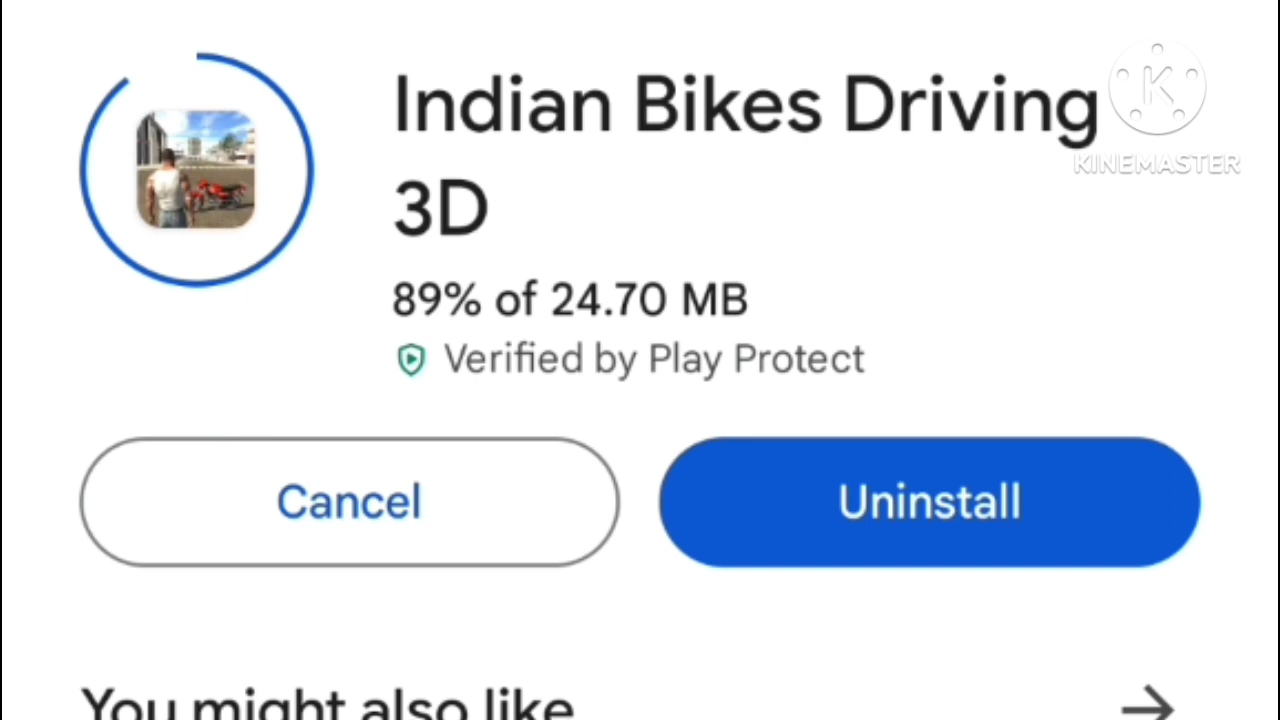 Indian Bikes Driving
3D
K
KINEMASTER
89% of 24.70 MB
Verified by Play Protect
Cancel
Uninstall
You might also like